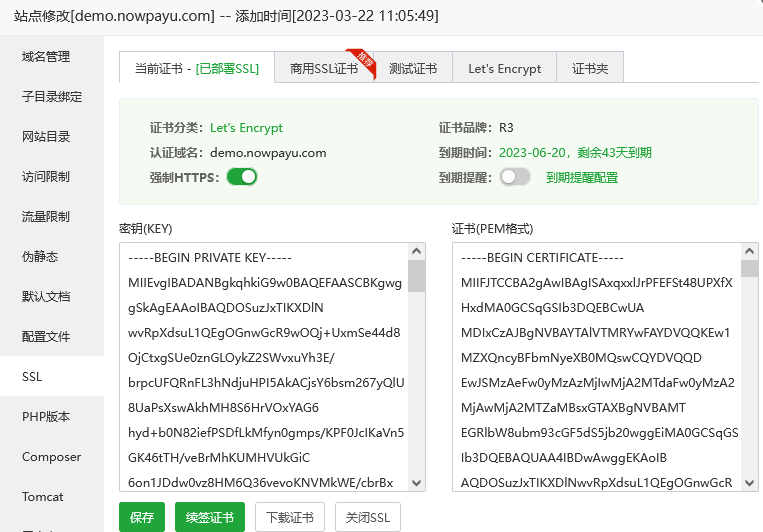 站点修改[demo.nowpayu.com] -- 添加时间[2023-03-22 11:05:49]
域名管理
子目录绑定
网站目录
访问限制
流量限制
伪静态
默认文档
配置文件
SSL
PHP版本
Composer
Tomcat
当前证书 - [已部署SSL]
商用SSL证书
推荐
测试证书
Let's Encrypt
证书夹
证书分类: Let's Encrypt
证书品牌: R3
认证域名: demo.nowpayu.com
到期时间: 2023-06-20，剩余43天到期
强制HTTPS:
到期提醒: 到期提醒配置
密钥(KEY)
-----BEGIN PRIVATE KEY-----
MIIEvgIBADANBgkqhkiG9w0BAQEFAASCBKgwg
gSkAgEAAoIBAQDOSuzJxTIKXDlN
wvRpXdsuL1QEgOGnwGcR9wOQj+UxmSe44d8
OjCtxgSUe0znGLOykZ2SWvxuYh3E/
brpcUFQRnFL3hNdjuHPI5AkACjsY6bsm267yQlU
8UaPsXswAkhMH8S6HrVOxYAG6
hyd+b0N82iefPSDfLkMfyn0gmps/KPF0JcIKaVn5
GK46tTH/veBrMhKUMHVUkGiC
6on1JDdw0vz8HM6Q36vevoKNVMkWE/cbrBx
证书(PEM格式)
-----BEGIN CERTIFICATE-----
MIIFJTCCBA2gAwIBAgISAxqxxlJrPFEFSt48UPXfX
HxdMA0GCSqGSIb3DQEBCwUA
MDIxCzAJBgNVBAYTAlVTMRYwFAYDVQQKEw1
MZXQncyBFbmNyeXB0MQswCQYDVQQD
EwJSMzAeFw0yMzAzMjIwMjA2MTdaFw0yMzA2
MjAwMjA2MTZaMBsxGTAXBgNVBAMT
EGRlbW8ubm93cGF5dS5jb20wggEiMA0GCSqGS
Ib3DQEBAQUAA4IBDwAwggEKAoIB
AQDOSuzJxTIKXDlNwvRpXdsuL1QEgOGnwGcR
保存
续签证书
下载证书
关闭SSL